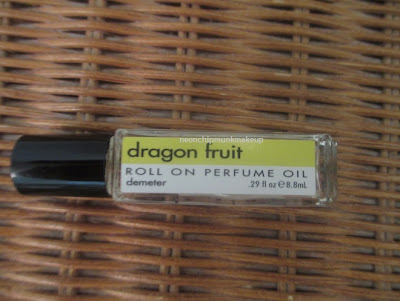 neonchipmunkmakeup
dragon fruit
ROLL ON PERFUME OIL
demeter .29 fl oz ℮ 8.8mL